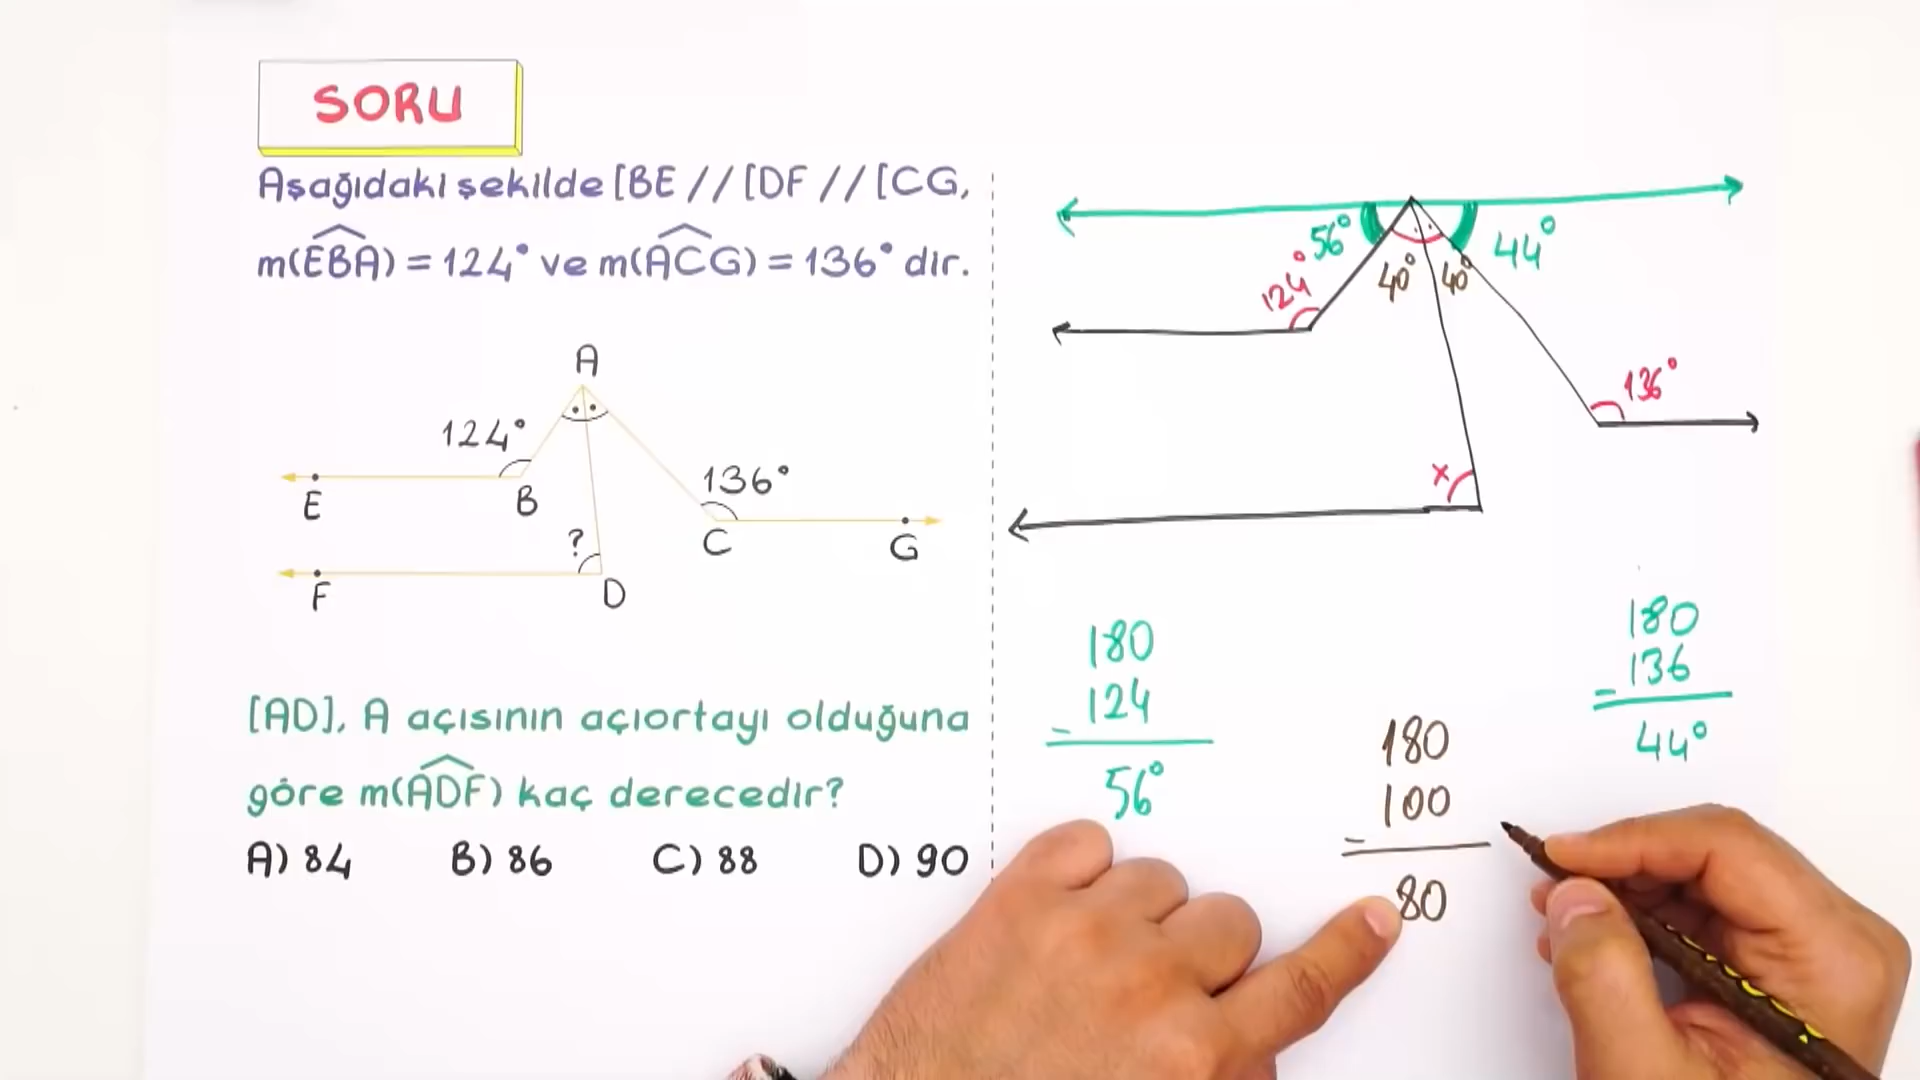 SORU
Aşağıdaki şekilde [BE // [DF // [CG,
m(EBA) = 124° ve m(ACG) = 136° dir.
A
124°
136°
E
B
?
C
G
F
D
[AD], A açısının açıortayı olduğuna
göre m(ADF) kaç derecedir?
A) 84 B) 86 C) 88 D) 90
56°
44°
124°
40°
40°
136°
x
180
124
-
56°
180
100
-
80
180
136
-
44°